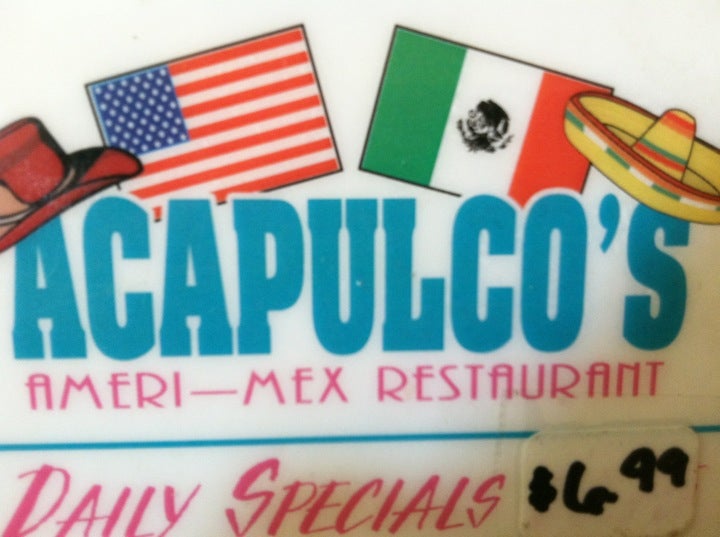 ACAPULCO'S
AMERI—MEX RESTAURANT
DAILY SPECIALS $6.99